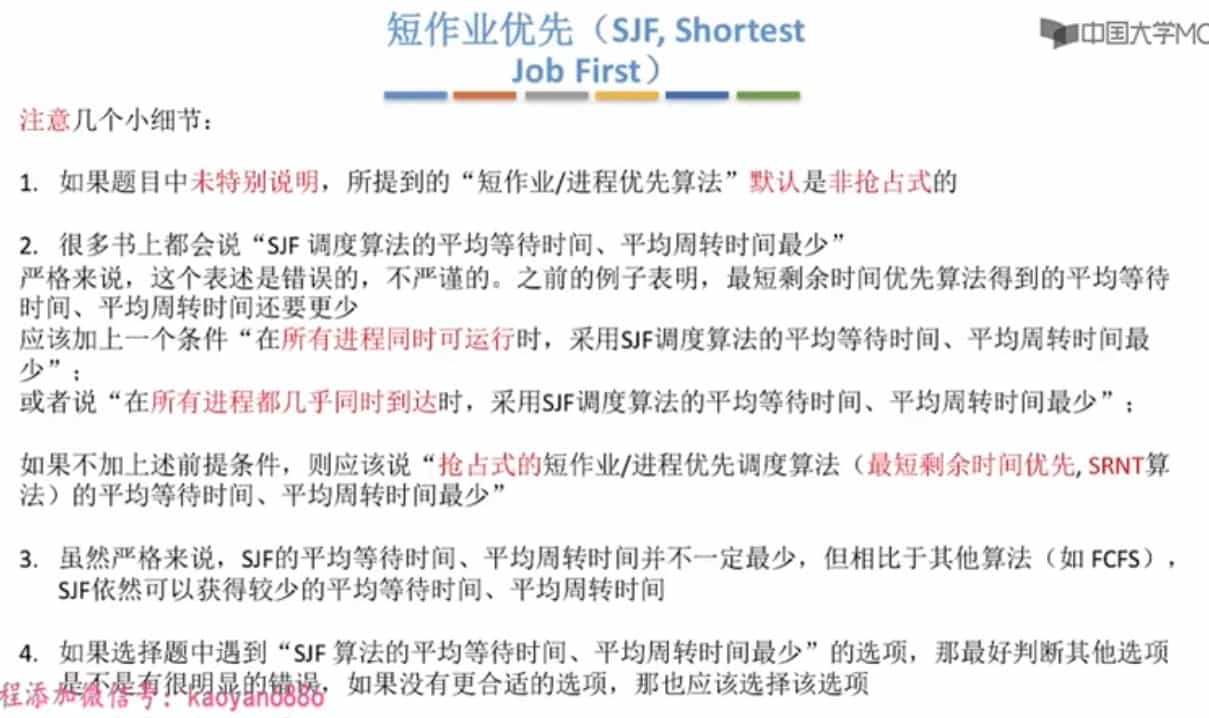 短作业优先（SJF, Shortest
Job First）
中国大学MO
注意几个小细节：
1. 如果题目中未特别说明，所提到的“短作业/进程优先算法”默认是非抢占式的
2. 很多书上都会说“SJF 调度算法的平均等待时间、平均周转时间最少”
严格来说，这个表述是错误的，不严谨的。之前的例子表明，最短剩余时间优先算法得到的平均等待
时间、平均周转时间还要更少
应该加上一个条件“在所有进程同时可运行时，采用SJF调度算法的平均等待时间、平均周转时间最
少”；
或者说“在所有进程都几乎同时到达时，采用SJF调度算法的平均等待时间、平均周转时间最少”；
如果不加上述前提条件，则应该说“抢占式的短作业/进程优先调度算法（最短剩余时间优先, SRNT算
法）的平均等待时间、平均周转时间最少”
3. 虽然严格来说，SJF的平均等待时间、平均周转时间并不一定最少，但相比于其他算法（如 FCFS），
SJF依然可以获得较少的平均等待时间、平均周转时间
4. 如果选择题中遇到“SJF 算法的平均等待时间、平均周转时间最少”的选项，那最好判断其他选项
是不是有很明显的错误，如果没有更合适的选项，那也应该选择该选项
程添加微信号：kaoyan0886